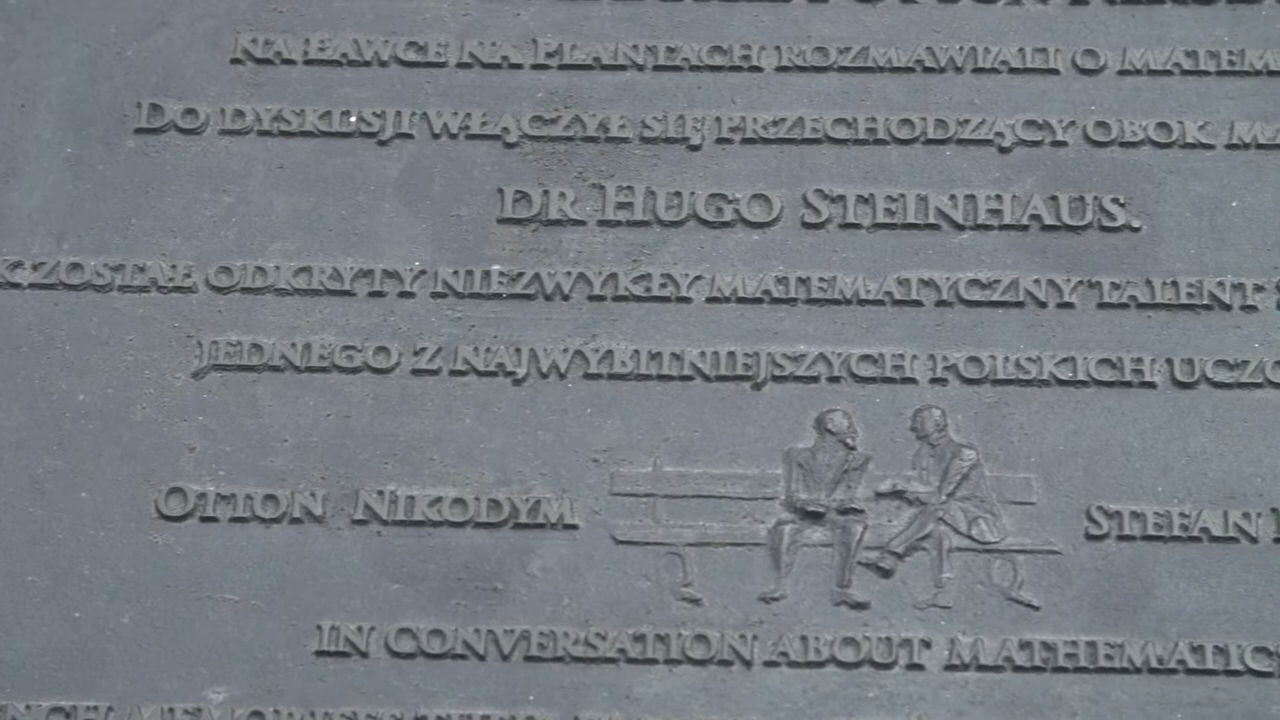 NA ŁAWCE NA PLANTACH ROZMAWIALI O MATEM
DO DYSKUSJI WŁĄCZYŁ SIĘ PRZECHODZĄCY OBOK MA
DR HUGO STEINHAUS.
K ZOSTAŁ ODKRYTY NIEZWYKŁY MATEMATYCZNY TALENT
JEDNEGO Z NAJWYBITNIEJSZYCH POLSKICH UCZO
OTTON NIKODYM
STEFAN
IN CONVERSATION ABOUT MATHEMATIC